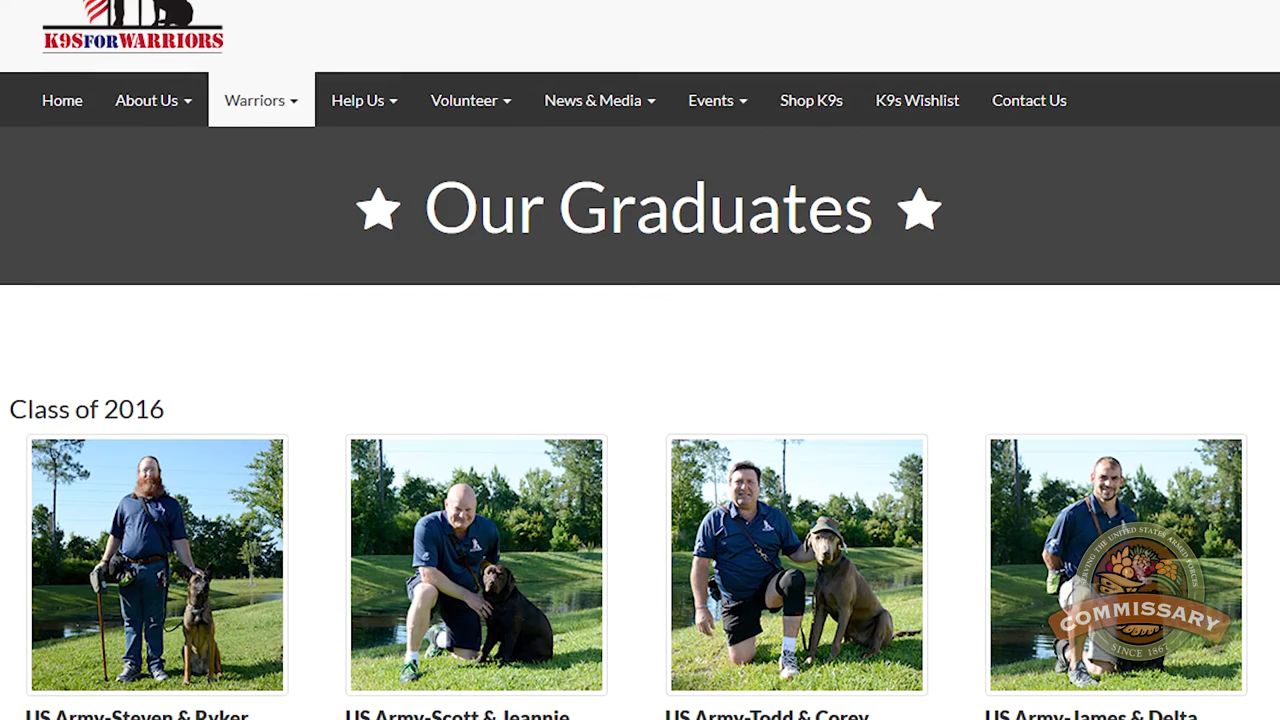 K9SFORWARRIORS
Home About Us Warriors Help Us Volunteer News & Media Events Shop K9s K9s Wishlist Contact Us
Our Graduates
Class of 2016
SERVING THE UNITED STATES ARMED FORCES
COMMISSARY
SINCE 1867
US Army-Steven & Ryker US Army-Scott & Jeannie US Army-Todd & Corey US Army-James & Delta